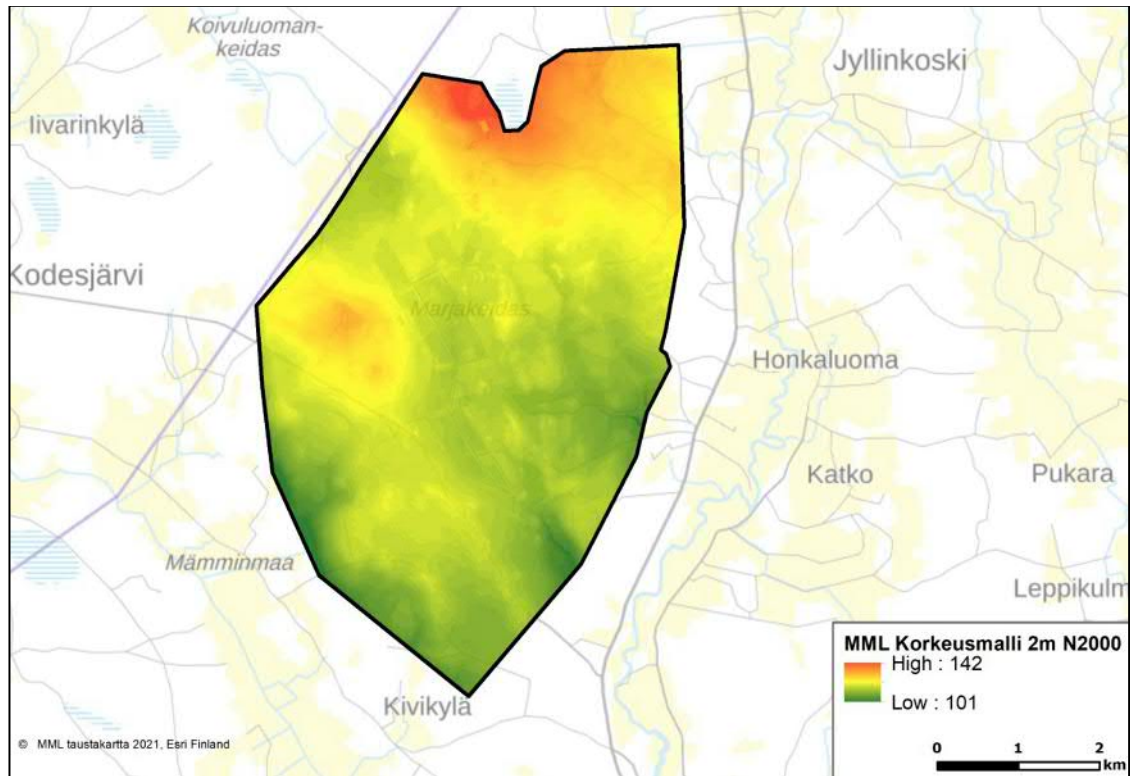 Koivuluoman-
keidas
Jyllinkoski
Iivarinkylä
Kodesjärvi
Marjakeidas
Honkaluoma
Katko
Pukara
Mämminmaa
Leppikulm
Kivikylä
MML Korkeusmalli 2m N2000
High : 142
Low : 101
© MML taustakartta 2021, Esri Finland
0 1 2
km